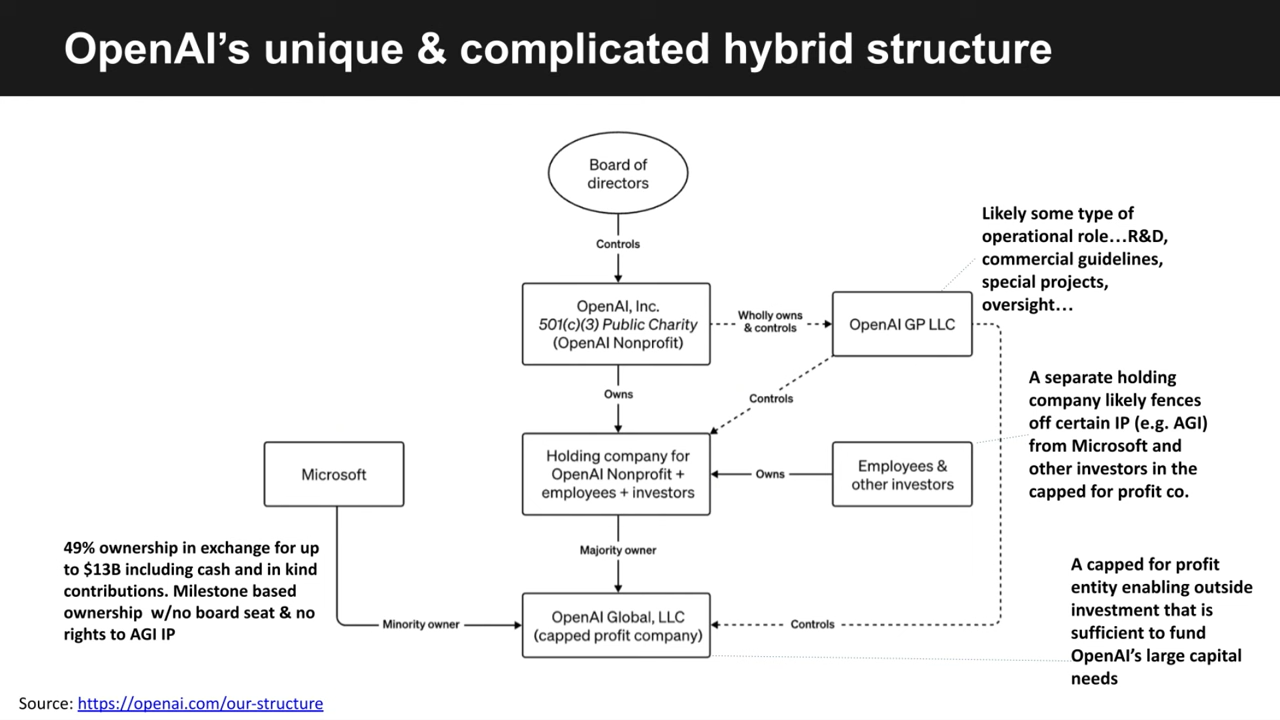 OpenAI’s unique & complicated hybrid structure
Board of
directors
Controls
Likely some type of
operational role…R&D,
commercial guidelines,
special projects,
oversight…
OpenAI, Inc.
501(c)(3) Public Charity
(OpenAI Nonprofit)
Wholly owns
& controls
OpenAI GP LLC
Owns
Controls
A separate holding
company likely fences
off certain IP (e.g. AGI)
from Microsoft and
other investors in the
capped for profit co.
Microsoft
Holding company for
OpenAI Nonprofit +
employees + investors
Owns
Employees &
other investors
49% ownership in exchange for up
to $13B including cash and in kind
contributions. Milestone based
ownership w/no board seat & no
rights to AGI IP
Majority owner
Minority owner
OpenAI Global, LLC
(capped profit company)
Controls
A capped for profit
entity enabling outside
investment that is
sufficient to fund
OpenAI’s large capital
needs
Source: https://openai.com/our-structure